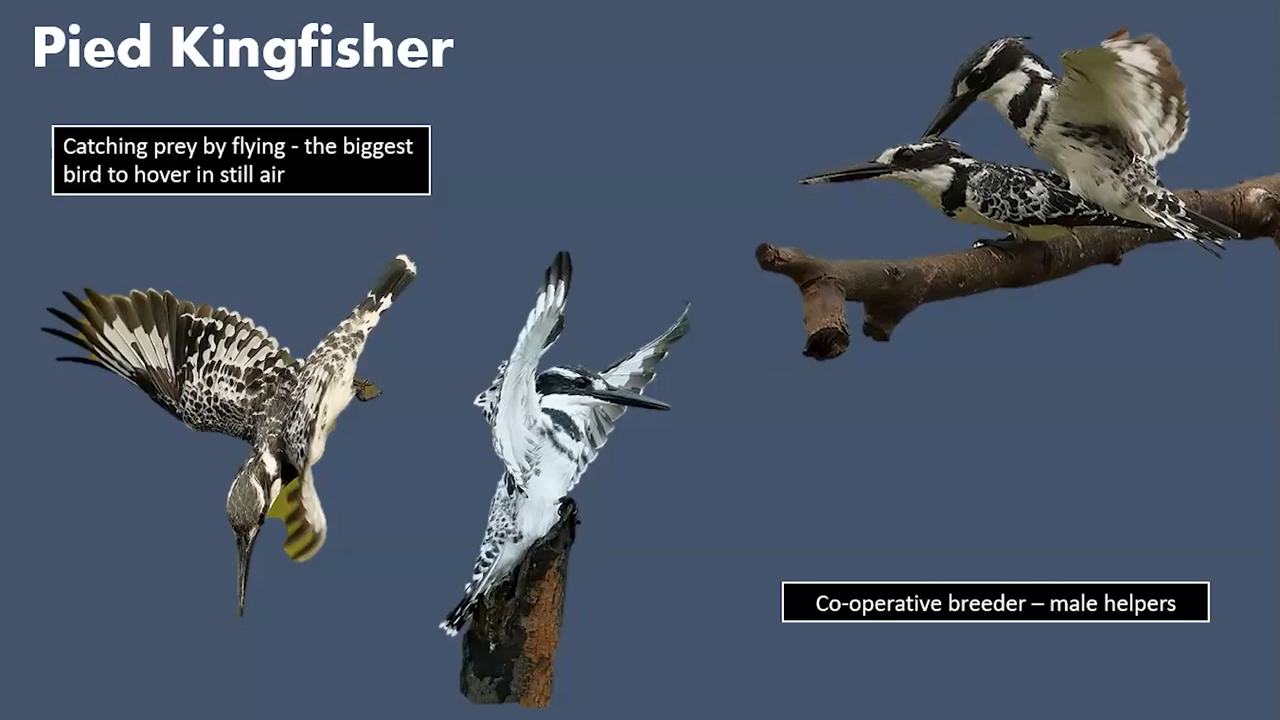 Pied Kingfisher
Catching prey by flying - the biggest
bird to hover in still air
Co-operative breeder – male helpers